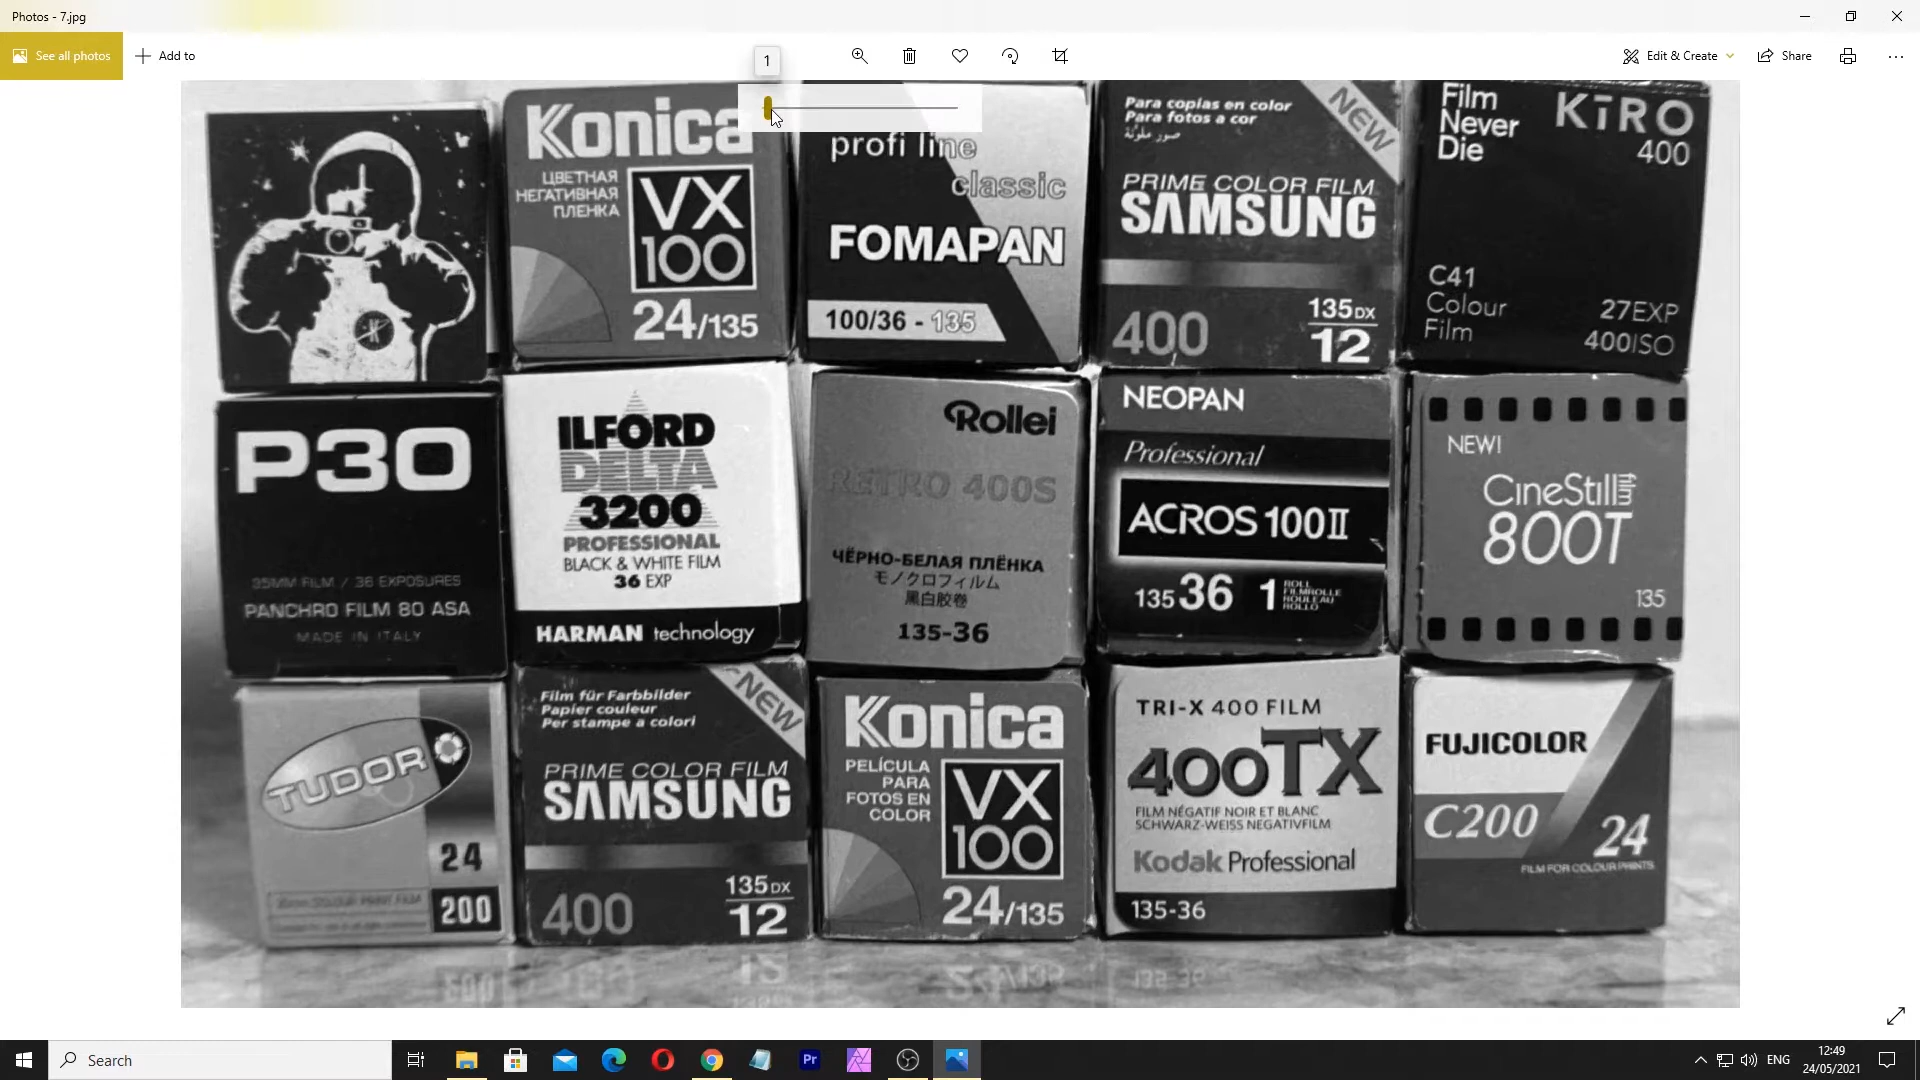 Photos - 7.jpg
See all photos
Add to
1
Edit & Create
Share
Konica
ЦВЕТНАЯ
НЕГАТИВНАЯ
ПЛЕНКА
VX
100
24/135
profi line
classic
FOMAPAN
100/36 - 135
Para copias en color
Para fotos a cor
صور ملونة
NEW
PRIME COLOR FILM
SAMSUNG
400
135DX
12
Film
Never
Die
KIRO
400
C41
Colour
Film
27EXP
400ISO
P30
35MM FILM / 36 EXPOSURES
PANCHRO FILM 80 ASA
MADE IN ITALY
ILFORD
DELTA
3200
PROFESSIONAL
BLACK & WHITE FILM
36 EXP
HARMAN technology
Rollei
RETRO 400S
ЧЁРНО-БЕЛАЯ ПЛЁНКА
モノクロフィルム
黑白胶卷
135-36
NEOPAN
Professional
ACROS 100II
135 36
1
ROLL
FILMROLLE
ROULEAU
ROLLO
NEW!
CineStill film
800T
135
TUDOR
24
200
Film für Farbbilder
Papier couleur
Per stampe a colori
NEW
PRIME COLOR FILM
SAMSUNG
400
135DX
12
Konica
PELÍCULA
PARA
FOTOS EN
COLOR
VX
100
24/135
TRI-X 400 FILM
400TX
FILM NÉGATIF NOIR ET BLANC
SCHWARZ-WEISS NEGATIVFILM
Kodak Professional
135-36
FUJICOLOR
C200
24
FILM FOR COLOUR PRINTS
Search
Pr
ENG
12:49
24/05/2021